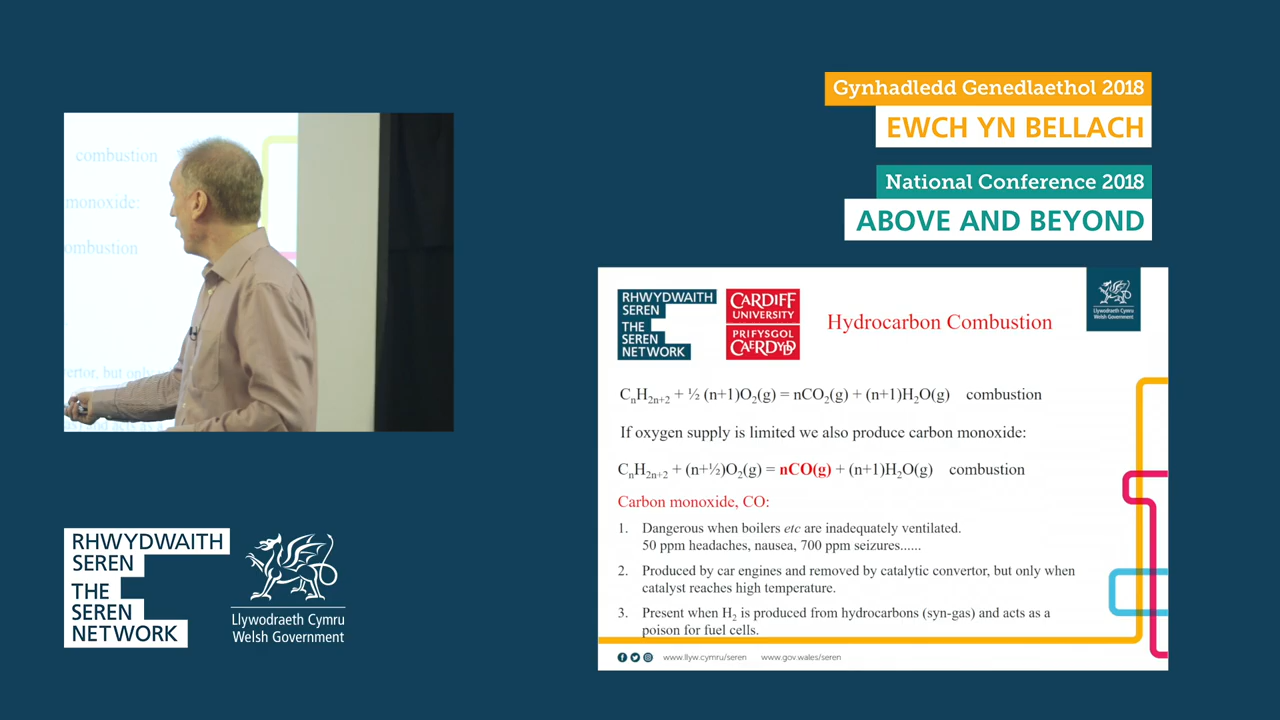 Gynhadledd Genedlaethol 2018
EWCH YN BELLACH
National Conference 2018
ABOVE AND BEYOND
combustion
monoxide:
ombustion
RHWYDWAITH
SEREN
THE
SEREN
NETWORK
CARDIFF
UNIVERSITY
PRIFYSGOL
CAERDYDD
Hydrocarbon Combustion
Llywodraeth Cymru
Welsh Government
CₙH₂ₙ₊₂ + ½ (n+1)O₂(g) = nCO₂(g) + (n+1)H₂O(g) combustion
If oxygen supply is limited we also produce carbon monoxide:
CₙH₂ₙ₊₂ + (n+½)O₂(g) = nCO(g) + (n+1)H₂O(g) combustion
Carbon monoxide, CO:
1. Dangerous when boilers etc are inadequately ventilated.
50 ppm headaches, nausea, 700 ppm seizures......
2. Produced by car engines and removed by catalytic convertor, but only when
catalyst reaches high temperature.
3. Present when H₂ is produced from hydrocarbons (syn-gas) and acts as a
poison for fuel cells.
www.llyw.cymru/seren www.gov.wales/seren
RHWYDWAITH
SEREN
THE
SEREN
NETWORK
Llywodraeth Cymru
Welsh Government